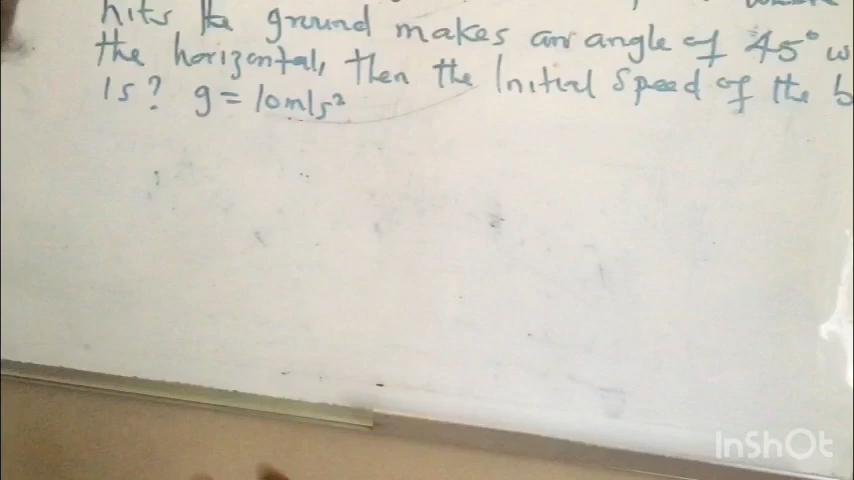 hits the ground makes an angle of 45° w
the horizontal, then the Initial Speed of the b
is? g = 10m/s²
InShOt